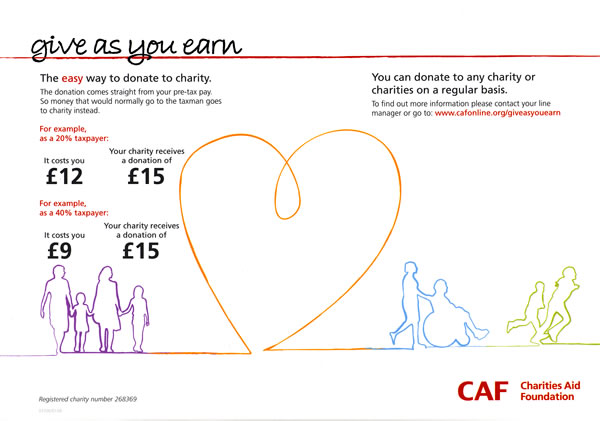 give as you earn
The easy way to donate to charity.
The donation comes straight from your pre-tax pay.
So money that would normally go to the taxman goes
to charity instead.
For example,
as a 20% taxpayer:
It costs you
£12
Your charity receives
a donation of
£15
For example,
as a 40% taxpayer:
It costs you
£9
Your charity receives
a donation of
£15
You can donate to any charity or
charities on a regular basis.
To find out more information please contact your line
manager or go to: www.cafonline.org/giveasyouearn
CAF Charities Aid
Foundation
Registered charity number 268369